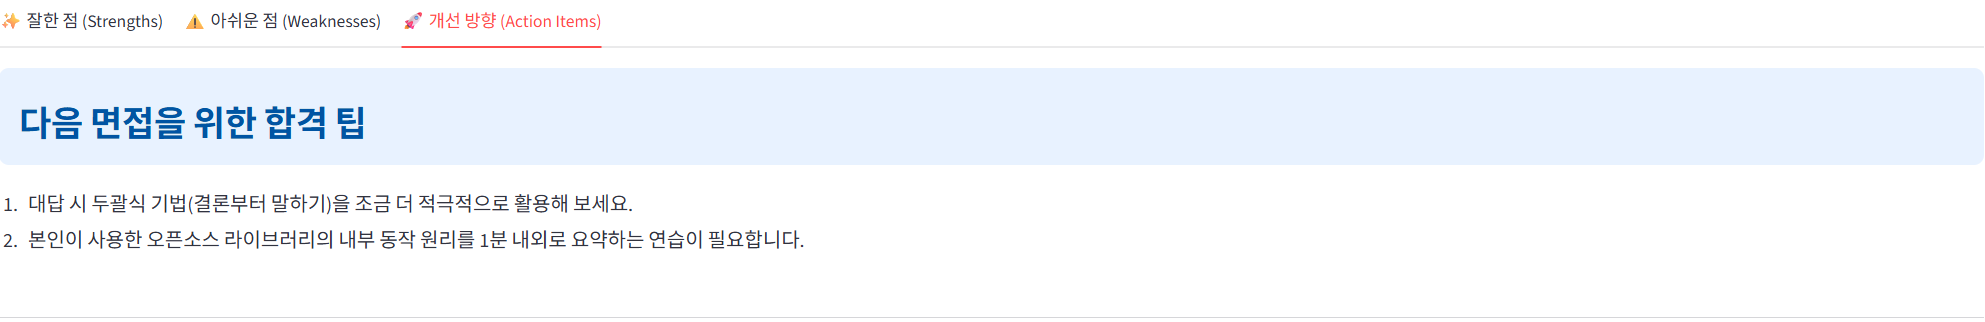 ✨ 잘한 점 (Strengths) ⚠️ 아쉬운 점 (Weaknesses) 🚀 개선 방향 (Action Items)
다음 면접을 위한 합격 팁
1. 대답 시 두괄식 기법(결론부터 말하기)을 조금 더 적극적으로 활용해 보세요.
2. 본인이 사용한 오픈소스 라이브러리의 내부 동작 원리를 1분 내외로 요약하는 연습이 필요합니다.